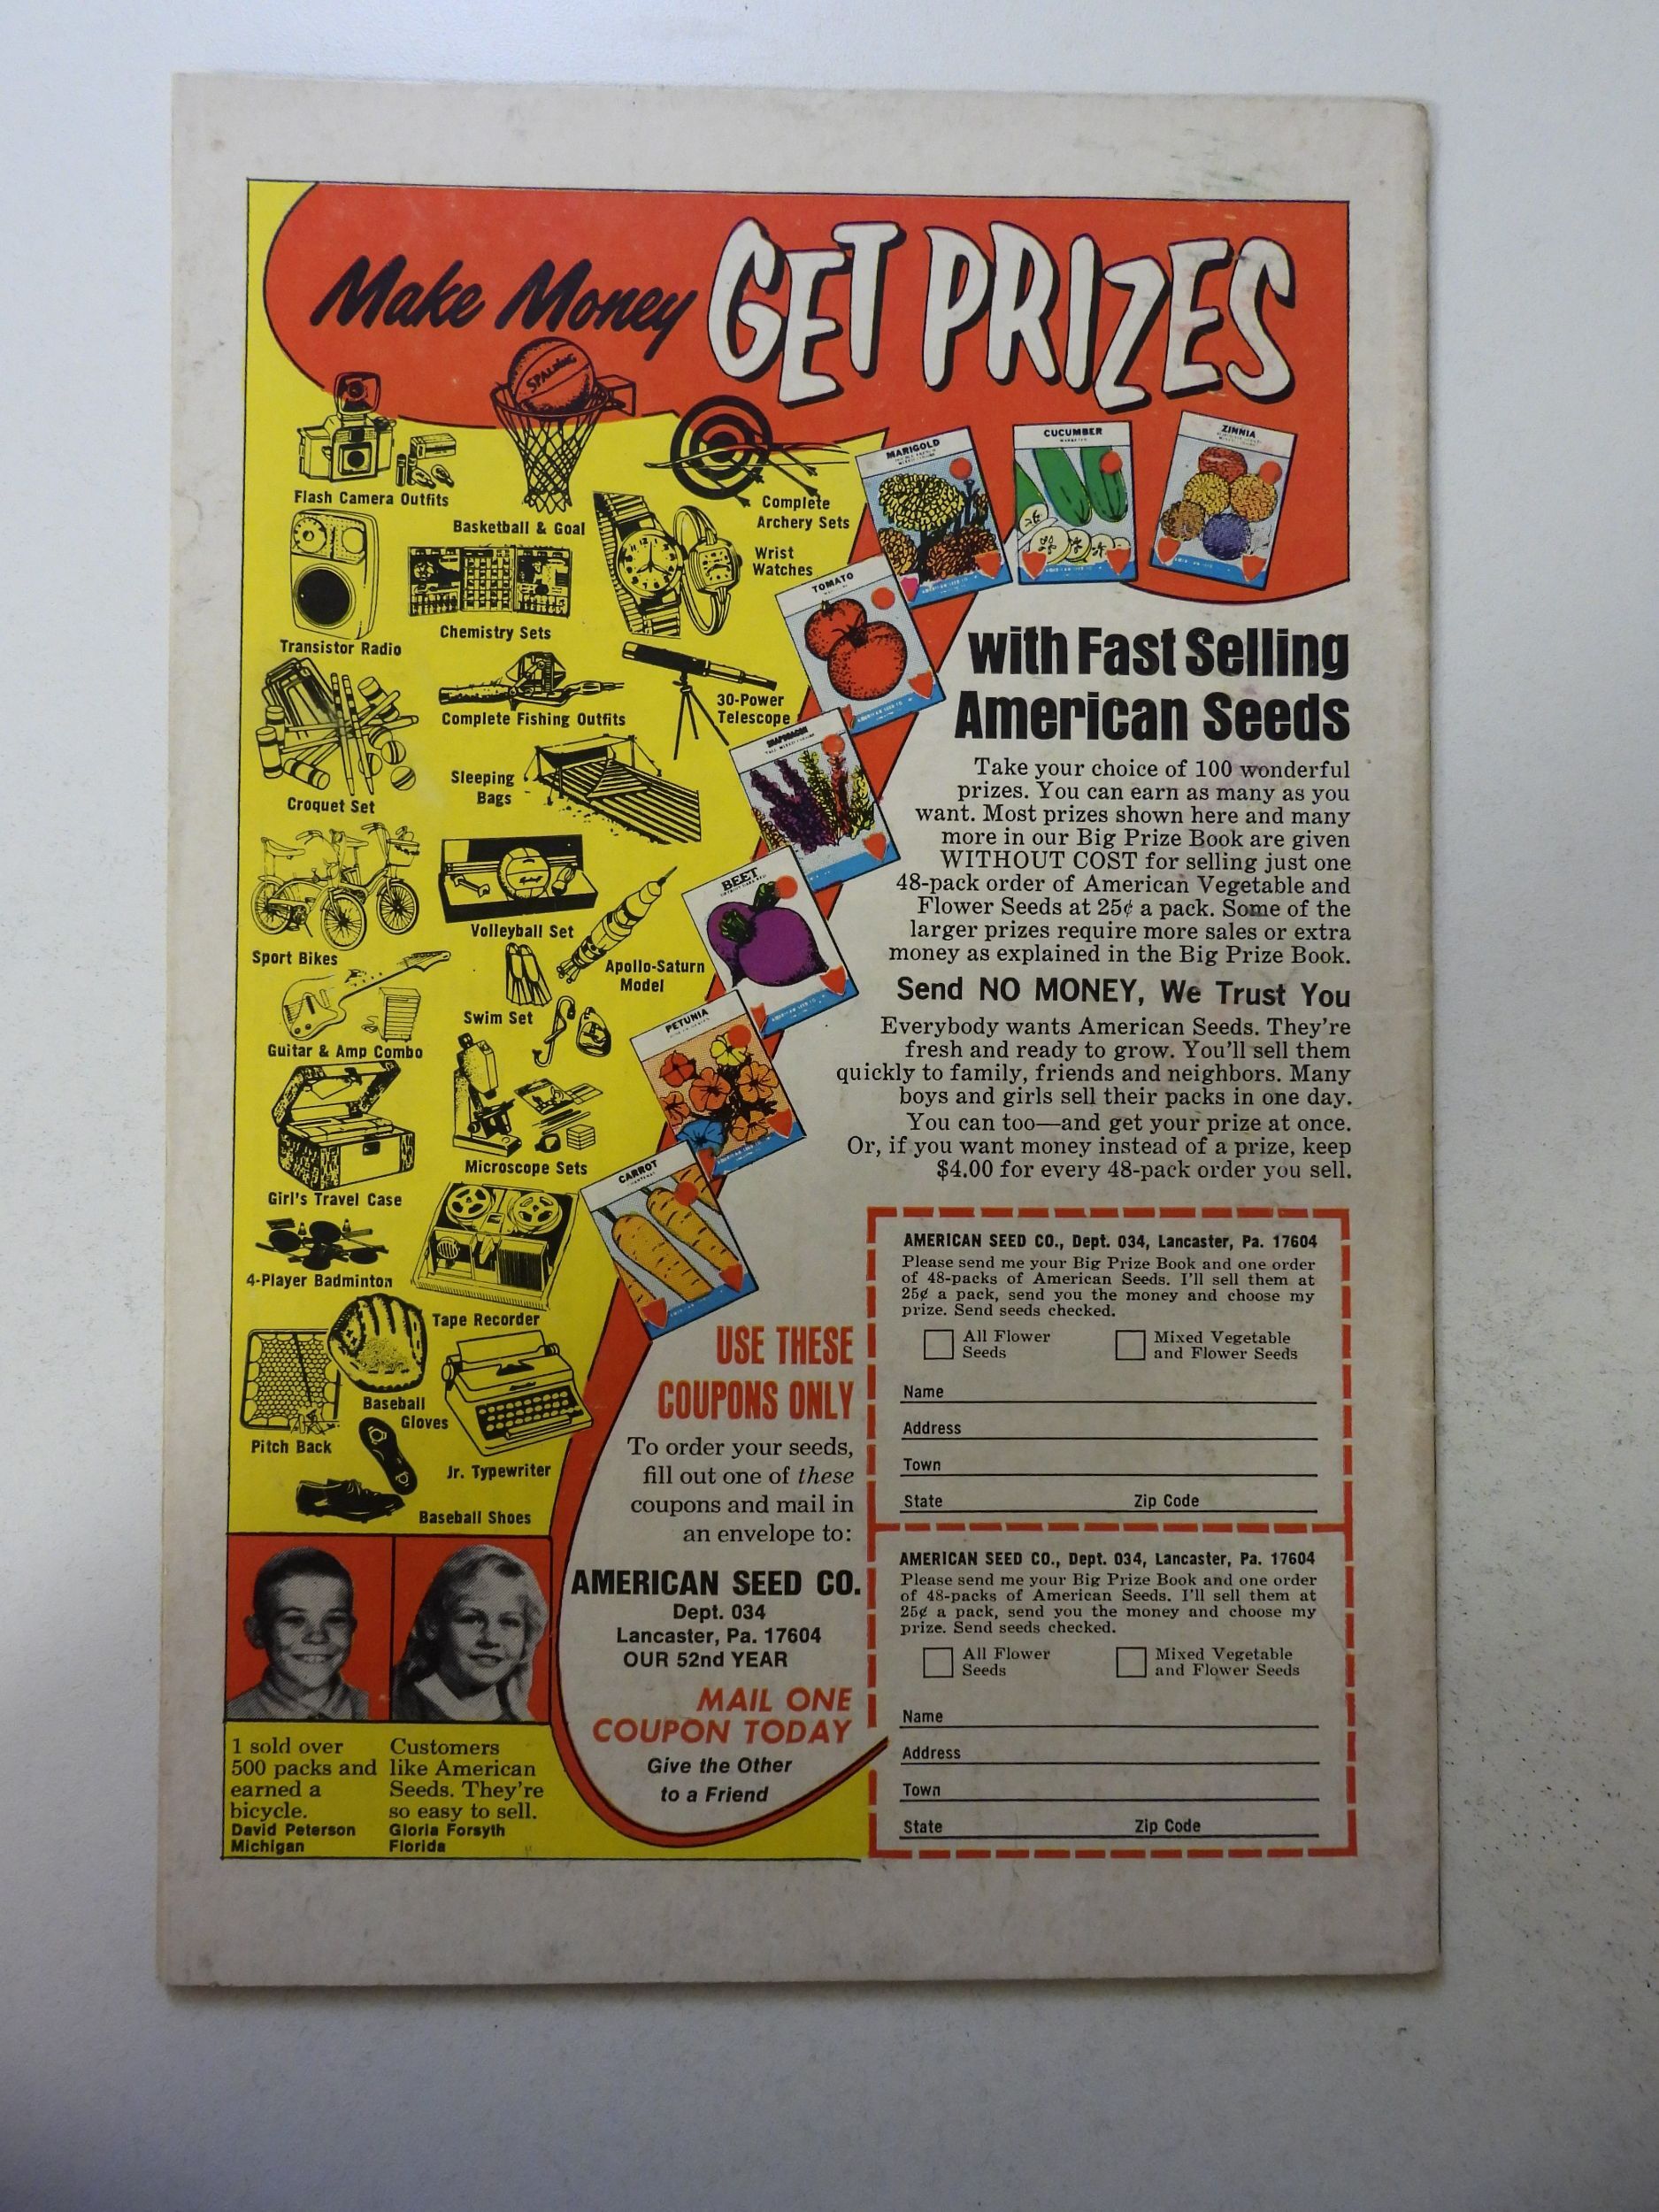 Make Money GET PRIZES
SPALDING
Flash Camera Outfits
Basketball & Goal
Complete
Archery Sets
Wrist
Watches
Transistor Radio
Chemistry Sets
Complete Fishing Outfits
30-Power
Telescope
Croquet Set
Sleeping
Bags
Sport Bikes
Volleyball Set
Apollo-Saturn
Model
Swim Set
Guitar & Amp Combo
Girl's Travel Case
Microscope Sets
4-Player Badminton
Tape Recorder
Baseball
Gloves
Pitch Back
Jr. Typewriter
Baseball Shoes
MARIGOLD
CUCUMBER
ZINNIA
TOMATO
SNAPDRAGON
BEET
PETUNIA
CARROT
with Fast Selling
American Seeds
Take your choice of 100 wonderful
prizes. You can earn as many as you
want. Most prizes shown here and many
more in our Big Prize Book are given
WITHOUT COST for selling just one
48-pack order of American Vegetable and
Flower Seeds at 25¢ a pack. Some of the
larger prizes require more sales or extra
money as explained in the Big Prize Book.
Send NO MONEY, We Trust You
Everybody wants American Seeds. They're
fresh and ready to grow. You'll sell them
quickly to family, friends and neighbors. Many
boys and girls sell their packs in one day.
You can too—and get your prize at once.
Or, if you want money instead of a prize, keep
$4.00 for every 48-pack order you sell.
USE THESE
COUPONS ONLY
To order your seeds,
fill out one of these
coupons and mail in
an envelope to:
AMERICAN SEED CO.
Dept. 034
Lancaster, Pa. 17604
OUR 52nd YEAR
MAIL ONE
COUPON TODAY
Give the Other
to a Friend
AMERICAN SEED CO., Dept. 034, Lancaster, Pa. 17604
Please send me your Big Prize Book and one order
of 48-packs of American Seeds. I'll sell them at
25¢ a pack, send you the money and choose my
prize. Send seeds checked.
All Flower
Seeds
Mixed Vegetable
and Flower Seeds
Name
Address
Town
State Zip Code
AMERICAN SEED CO., Dept. 034, Lancaster, Pa. 17604
Please send me your Big Prize Book and one order
of 48-packs of American Seeds. I'll sell them at
25¢ a pack, send you the money and choose my
prize. Send seeds checked.
All Flower
Seeds
Mixed Vegetable
and Flower Seeds
Name
Address
Town
State Zip Code
I sold over
500 packs and
earned a
bicycle.
David Peterson
Michigan
Customers
like American
Seeds. They're
so easy to sell.
Gloria Forsyth
Florida